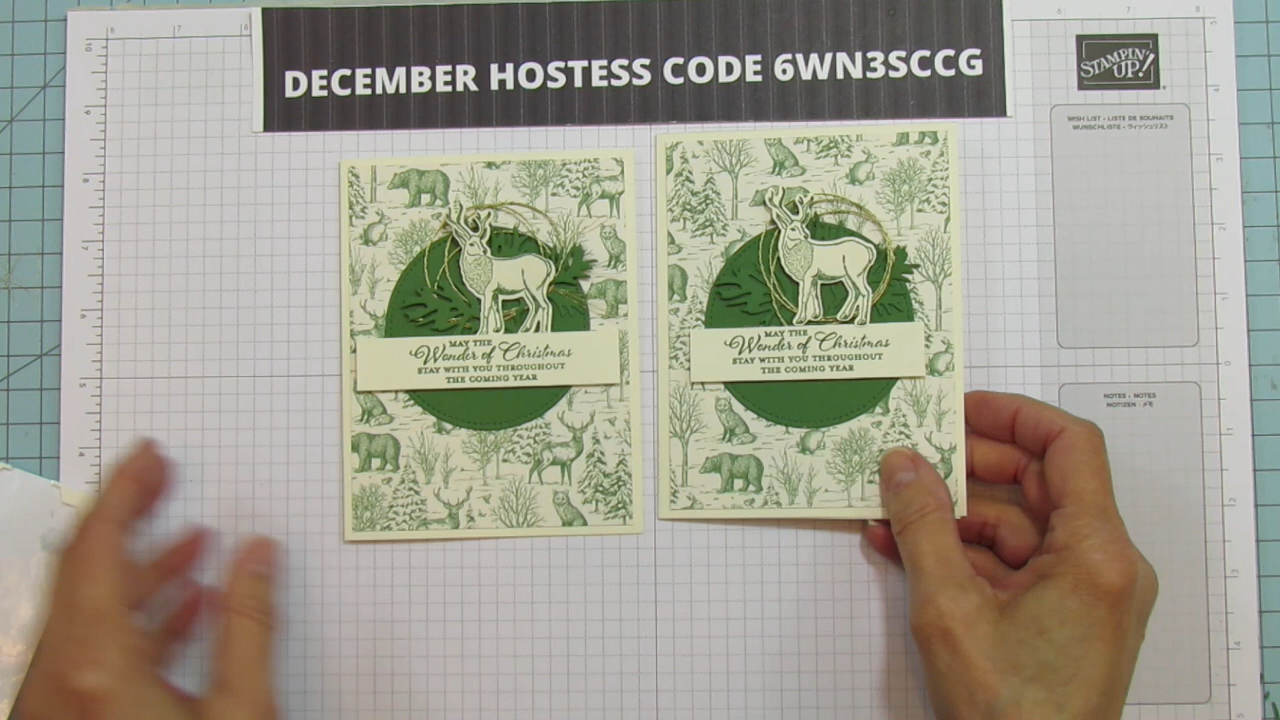 DECEMBER HOSTESS CODE 6WN3SCCG
STAMPIN'
UP!
WISH LIST • LISTE DE SOUHAITS
WUNSCHLISTE • ウィッシュリスト
NOTES • NOTES
NOTIZEN • メモ
MAY THE
Wonder of Christmas
STAY WITH YOU THROUGHOUT
THE COMING YEAR
MAY THE
Wonder of Christmas
STAY WITH YOU THROUGHOUT
THE COMING YEAR